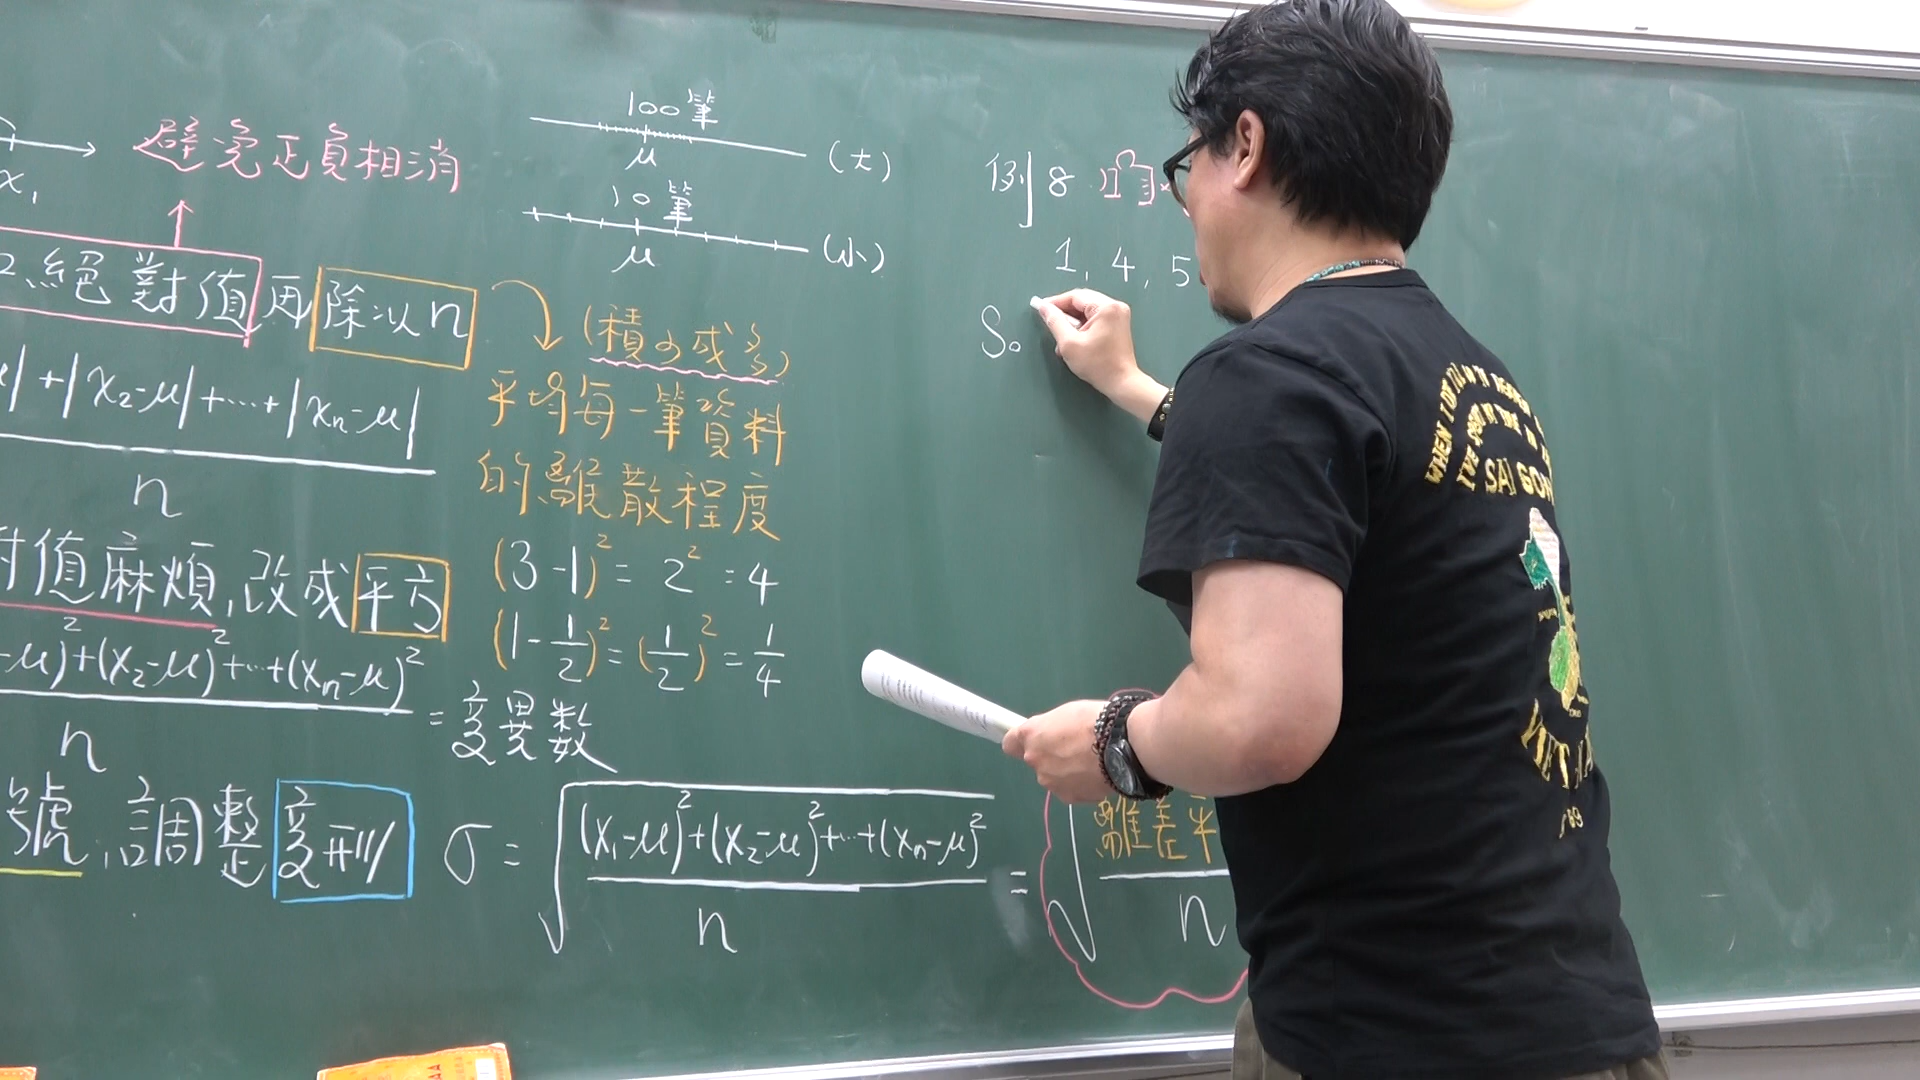 避免正負相消
x₁
2.絕對值再除以n
|+|x₂-μ|+…+|xₙ-μ|
n
值麻煩,改成平方
-μ)²+(x₂-μ)²+…+(xₙ-μ)²
n
=變異數
號,調整變形
σ = √((x₁-μ)²+(x₂-μ)²+…+(xₙ-μ)²
n
= √離差平
n
100筆
μ
(大)
10筆
μ
(小)
(積少成多)
平均每一筆資料
的離散程度
(3-1)² = 2² = 4
(1-1/2)² = (1/2)² = 1/4
例] 8
1, 4, 5
So
SAIGON